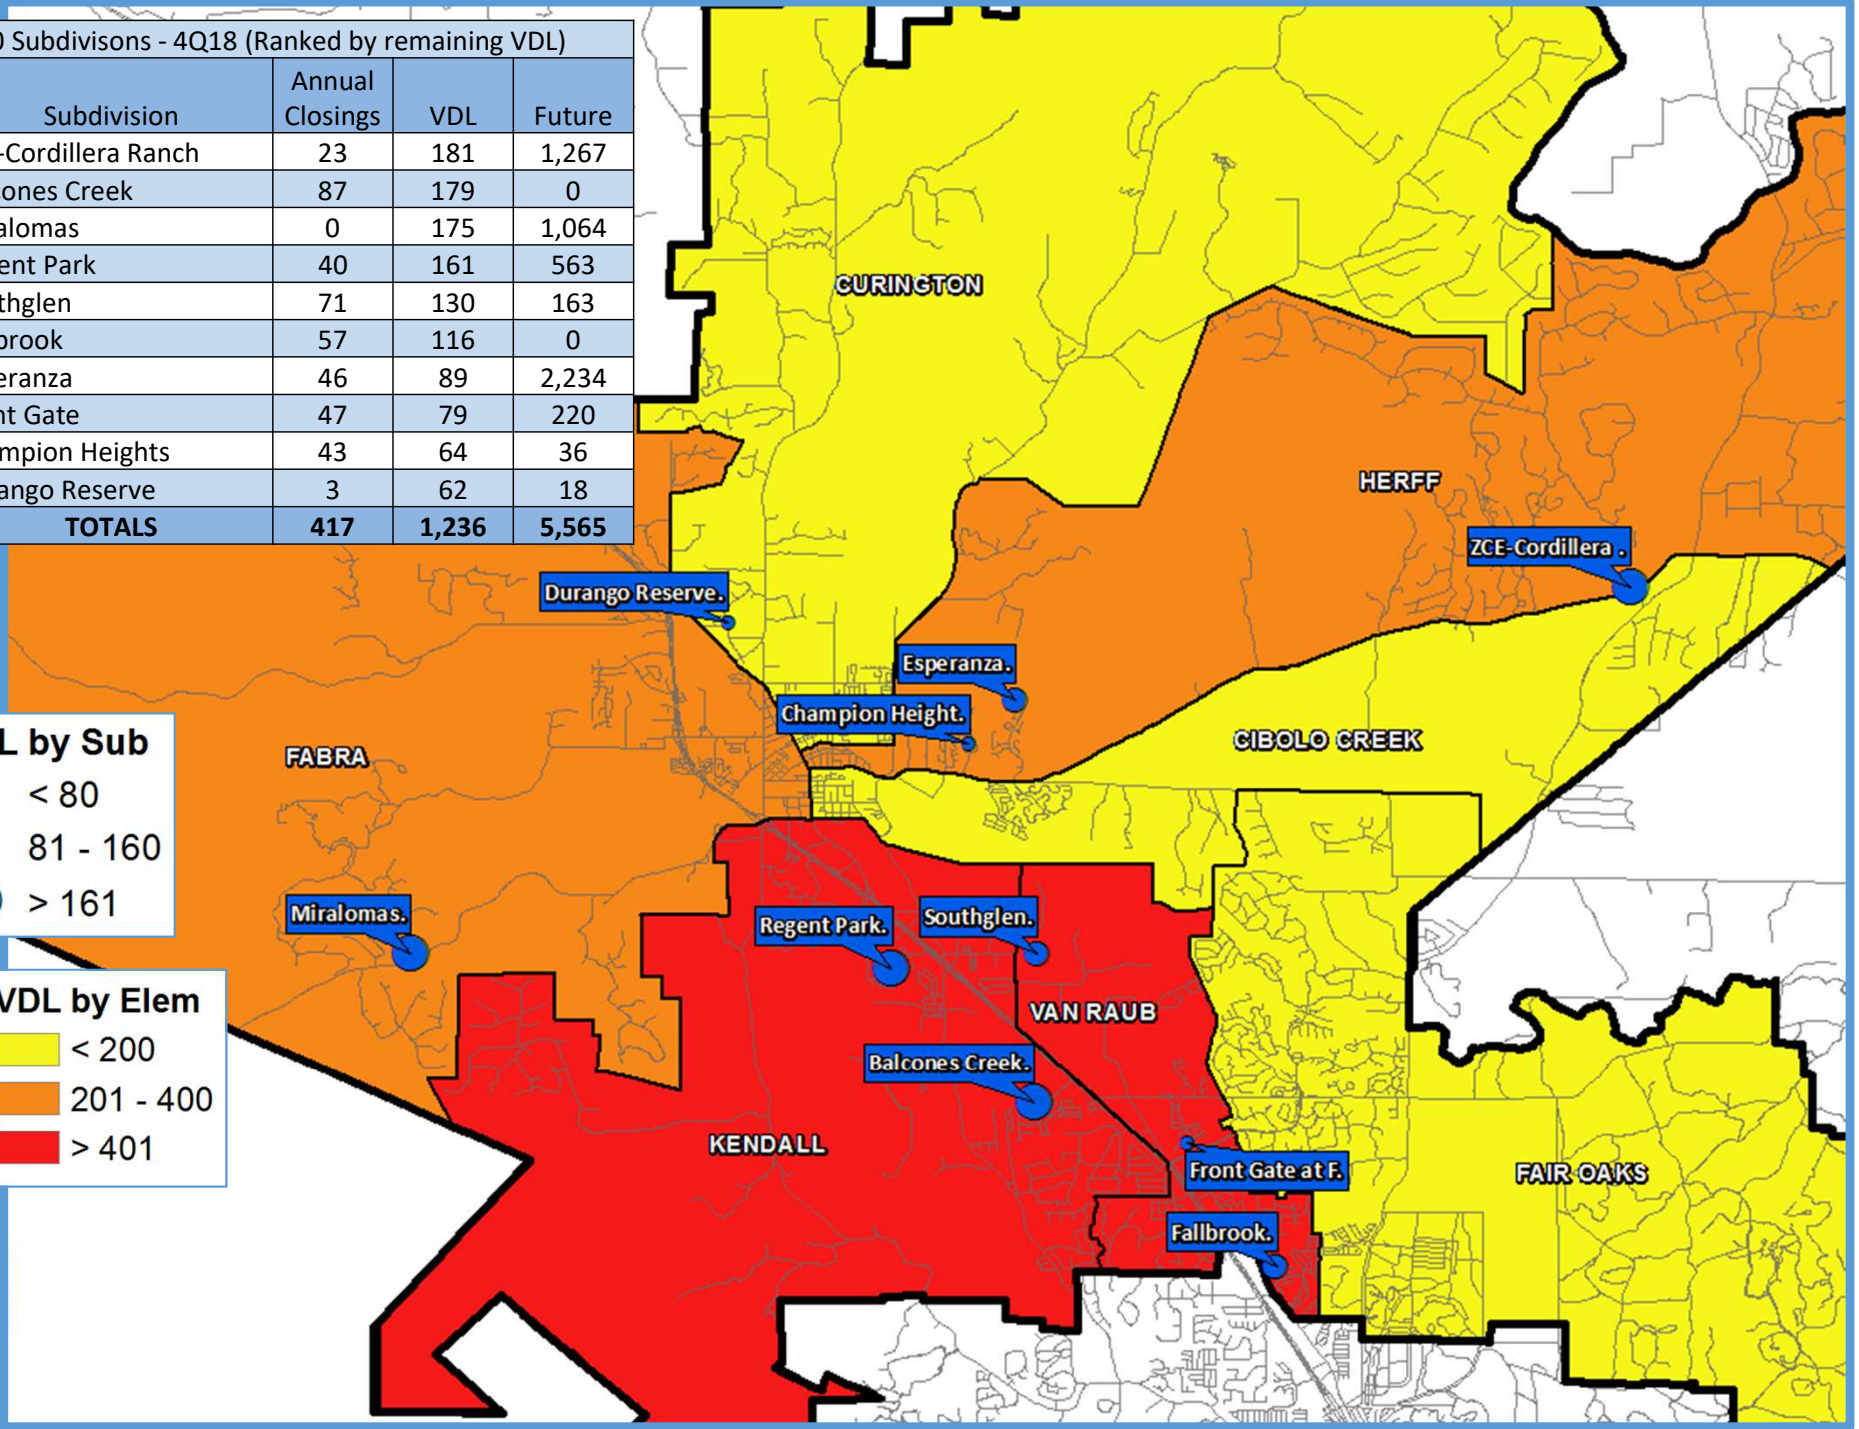 0 Subdivisons - 4Q18 (Ranked by remaining VDL)
Subdivision Annual Closings VDL Future
-Cordillera Ranch 23 181 1,267
ones Creek 87 179 0
alomas 0 175 1,064
ent Park 40 161 563
thglen 71 130 163
brook 57 116 0
eranza 46 89 2,234
nt Gate 47 79 220
mpion Heights 43 64 36
ango Reserve 3 62 18
TOTALS 417 1,236 5,565
CURINGTON
HERFF
ZCE-Cordillera .
Durango Reserve.
Esperanza.
Champion Height.
CIBOLO CREEK
FABRA
L by Sub
< 80
81 - 160
> 161
Miralomas.
Regent Park.
Southglen.
VDL by Elem
< 200
201 - 400
> 401
VAN RAUB
Balcones Creek.
KENDALL
Front Gate at F.
FAIR OAKS
Fallbrook.